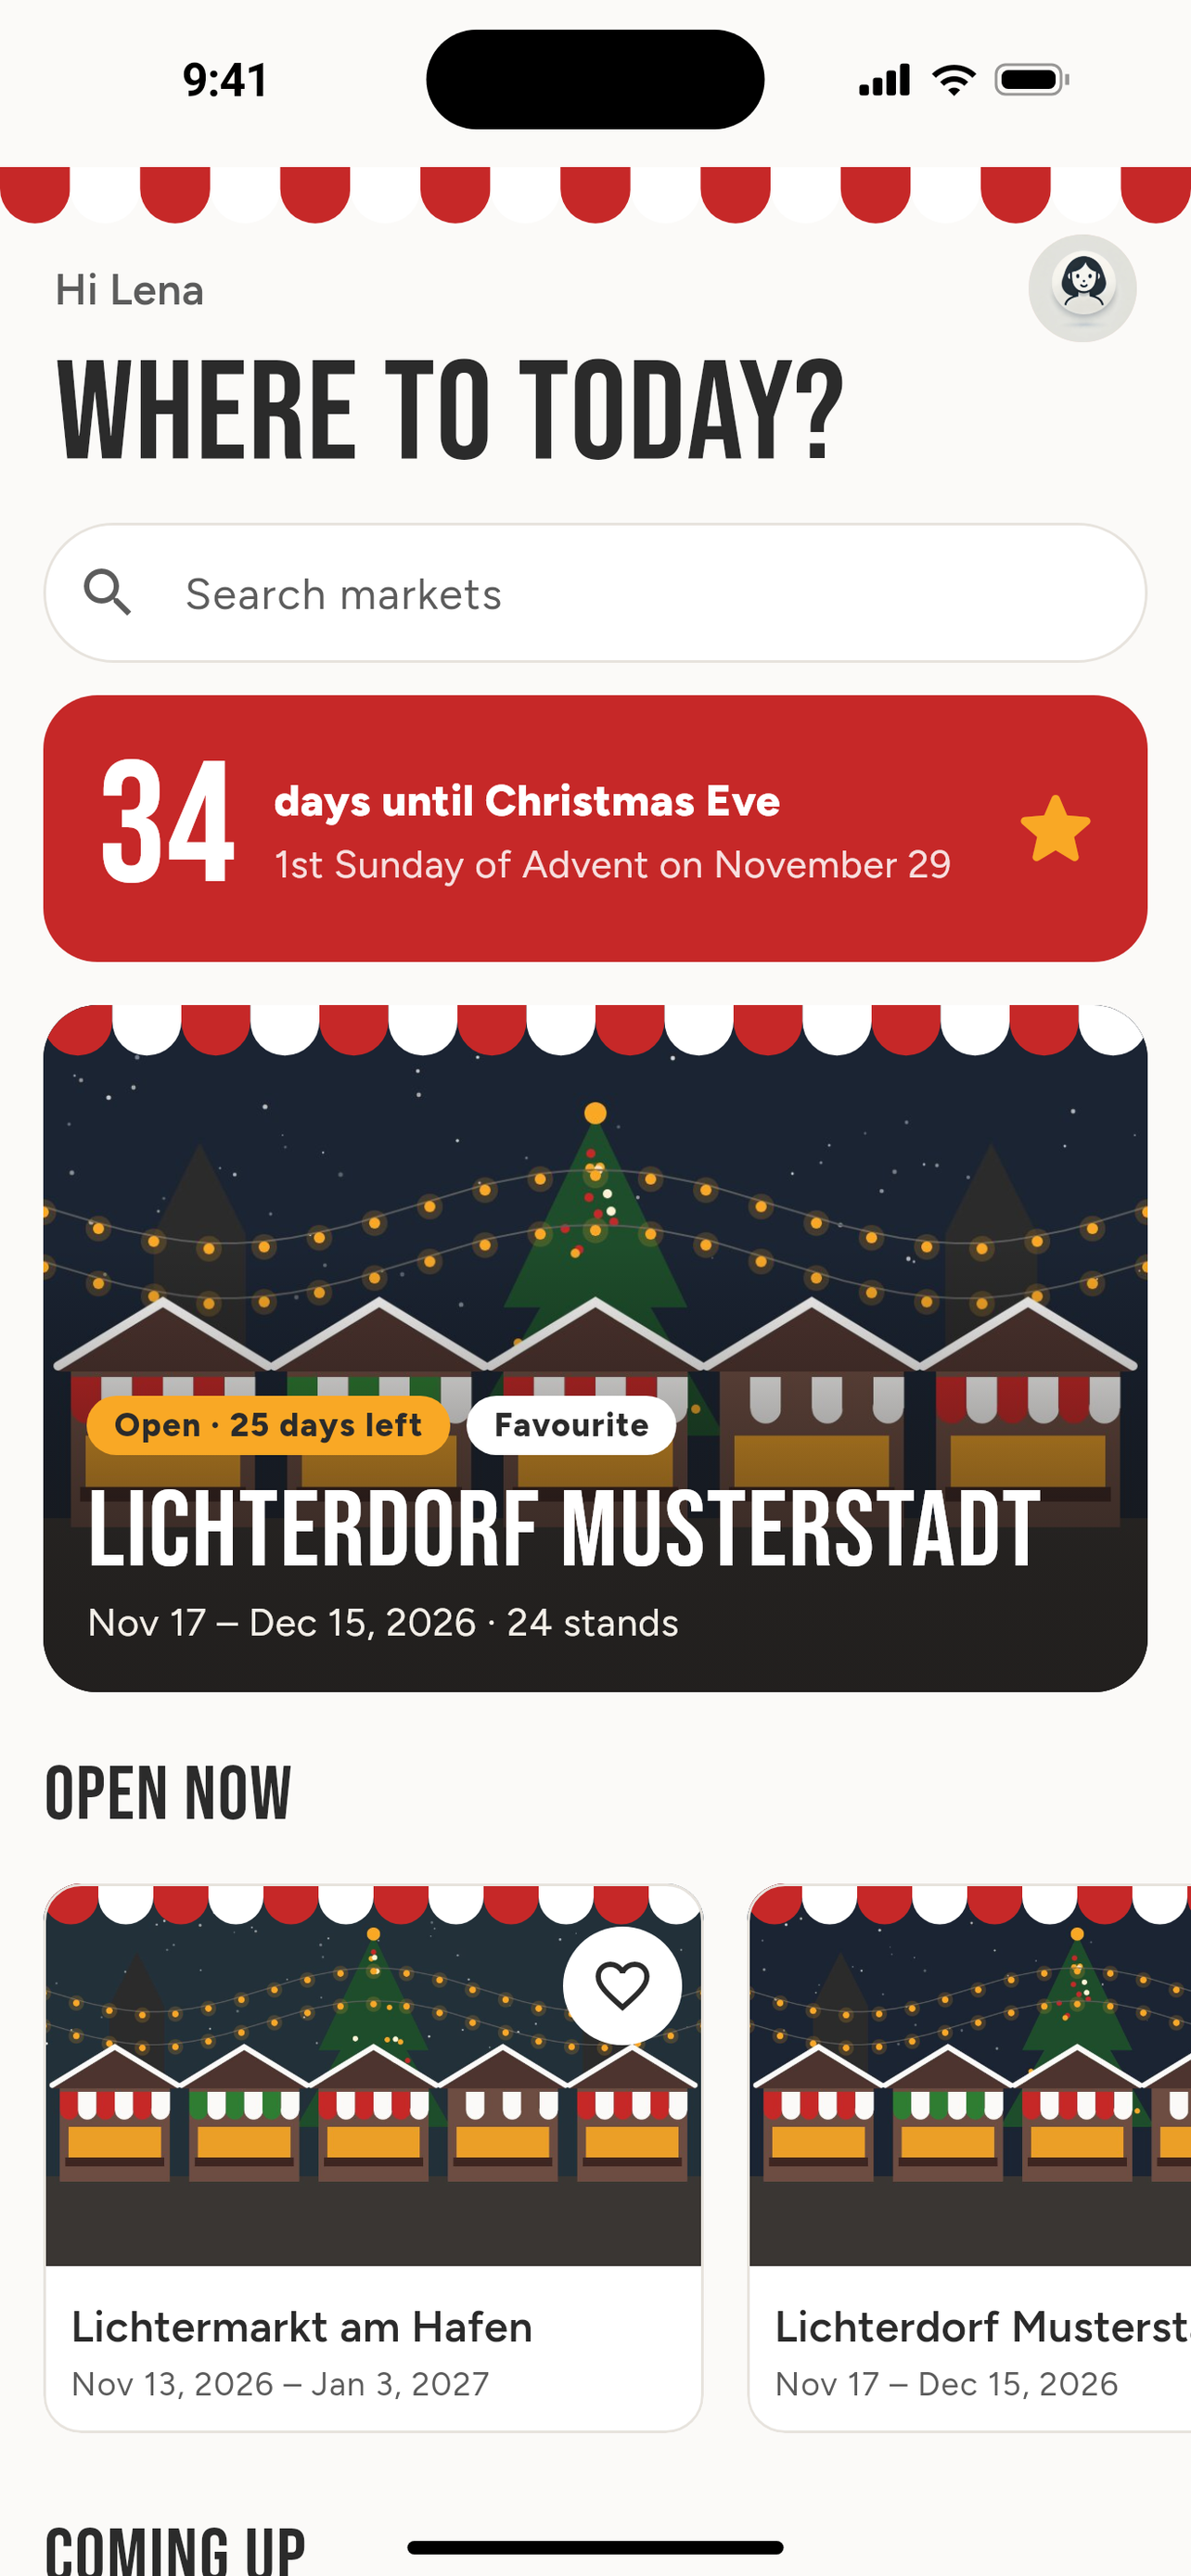 9:41
Hi Lena
WHERE TO TODAY?
Search markets
34
days until Christmas Eve
1st Sunday of Advent on November 29
Open · 25 days left
Favourite
LICHTERDORF MUSTERSTADT
Nov 17 – Dec 15, 2026 · 24 stands
OPEN NOW
Lichtermarkt am Hafen
Nov 13, 2026 – Jan 3, 2027
Lichterdorf Musterst
Nov 17 – Dec 15, 2026
COMING UP